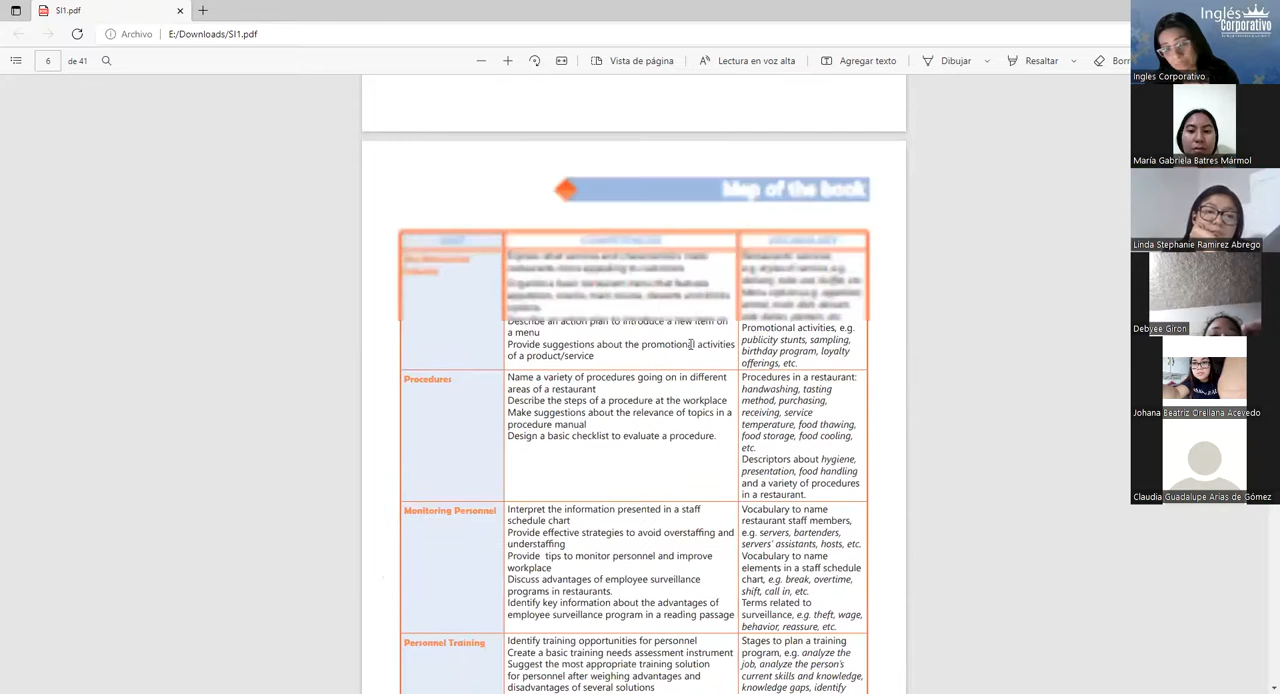 SI1.pdf
Archivo
E:/Downloads/SI1.pdf
6
de 41
Vista de página
Lectura en voz alta
Agregar texto
Dibujar
Resaltar
Borr
Map of the book
a menu
Provide suggestions about the promotional activities
of a product/service
Promotional activities, e.g.
publicity stunts, sampling,
birthday program, loyalty
offerings, etc.
Procedures
Name a variety of procedures going on in different
areas of a restaurant
Describe the steps of a procedure at the workplace
Make suggestions about the relevance of topics in a
procedure manual
Design a basic checklist to evaluate a procedure.
Procedures in a restaurant:
handwashing, tasting
method, purchasing,
receiving, service
temperature, food thawing,
food storage, food cooling,
etc.
Descriptors about hygiene,
presentation, food handling
and a variety of procedures
in a restaurant.
Monitoring Personnel
Interpret the information presented in a staff
schedule chart
Provide effective strategies to avoid overstaffing and
understaffing
Provide tips to monitor personnel and improve
workplace
Discuss advantages of employee surveillance
programs in restaurants.
Identify key information about the advantages of
employee surveillance program in a reading passage
Vocabulary to name
restaurant staff members,
e.g. servers, bartenders,
servers' assistants, hosts, etc.
Vocabulary to name
elements in a staff schedule
chart, e.g. break, overtime,
shift, call in, etc.
Terms related to
surveillance, e.g. theft, wage,
behavior, reassure, etc.
Personnel Training
Identify training opportunities for personnel
Create a basic training needs assessment instrument
Suggest the most appropriate training solution
for personnel after weighing advantages and
disadvantages of several solutions
Stages to plan a training
program, e.g. analyze the
job, analyze the person's
current skills and knowledge,
knowledge gaps, identify
Inglés
Corporativo
Ingles Corporativo
María Gabriela Batres Mármol
Linda Stephanie Ramirez Abrego
Debyee Giron
Johana Beatriz Orellana Acevedo
Claudia Guadalupe Arias de Gómez